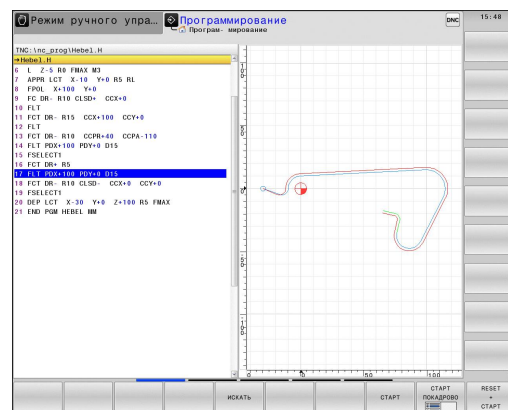 Режим ручного упра…
Программирование
Програм- мирование
DNC
15:48
TNC:\nc_prog\Hebel.H
→Hebel.H
6 L Z-5 R0 FMAX M3
7 APPR LCT X-10 Y+0 R5 RL
8 FPOL X+100 Y+0
9 FC DR- R10 CLSD+ CCX+0
10 FLT
11 FCT DR- R15 CCX+100 CCY+0
12 FLT
13 FCT DR- R10 CCPR+40 CCPA-110
14 FLT PDX+100 PDY+0 D15
15 FSELECT1
16 FCT DR+ R5
17 FLT PDX+100 PDY+0 D15
18 FCT DR- R10 CLSD- CCX+0 CCY+0
19 FSELECT1
20 DEP LCT X-30 Y+0 Z+100 R5 FMAX
21 END PGM HEBEL MM
100
50
0
-50
-100
0 50 100
ИСКАТЬ
СТАРТ
СТАРТ ПОКАДРОВО
RESET + СТАРТ